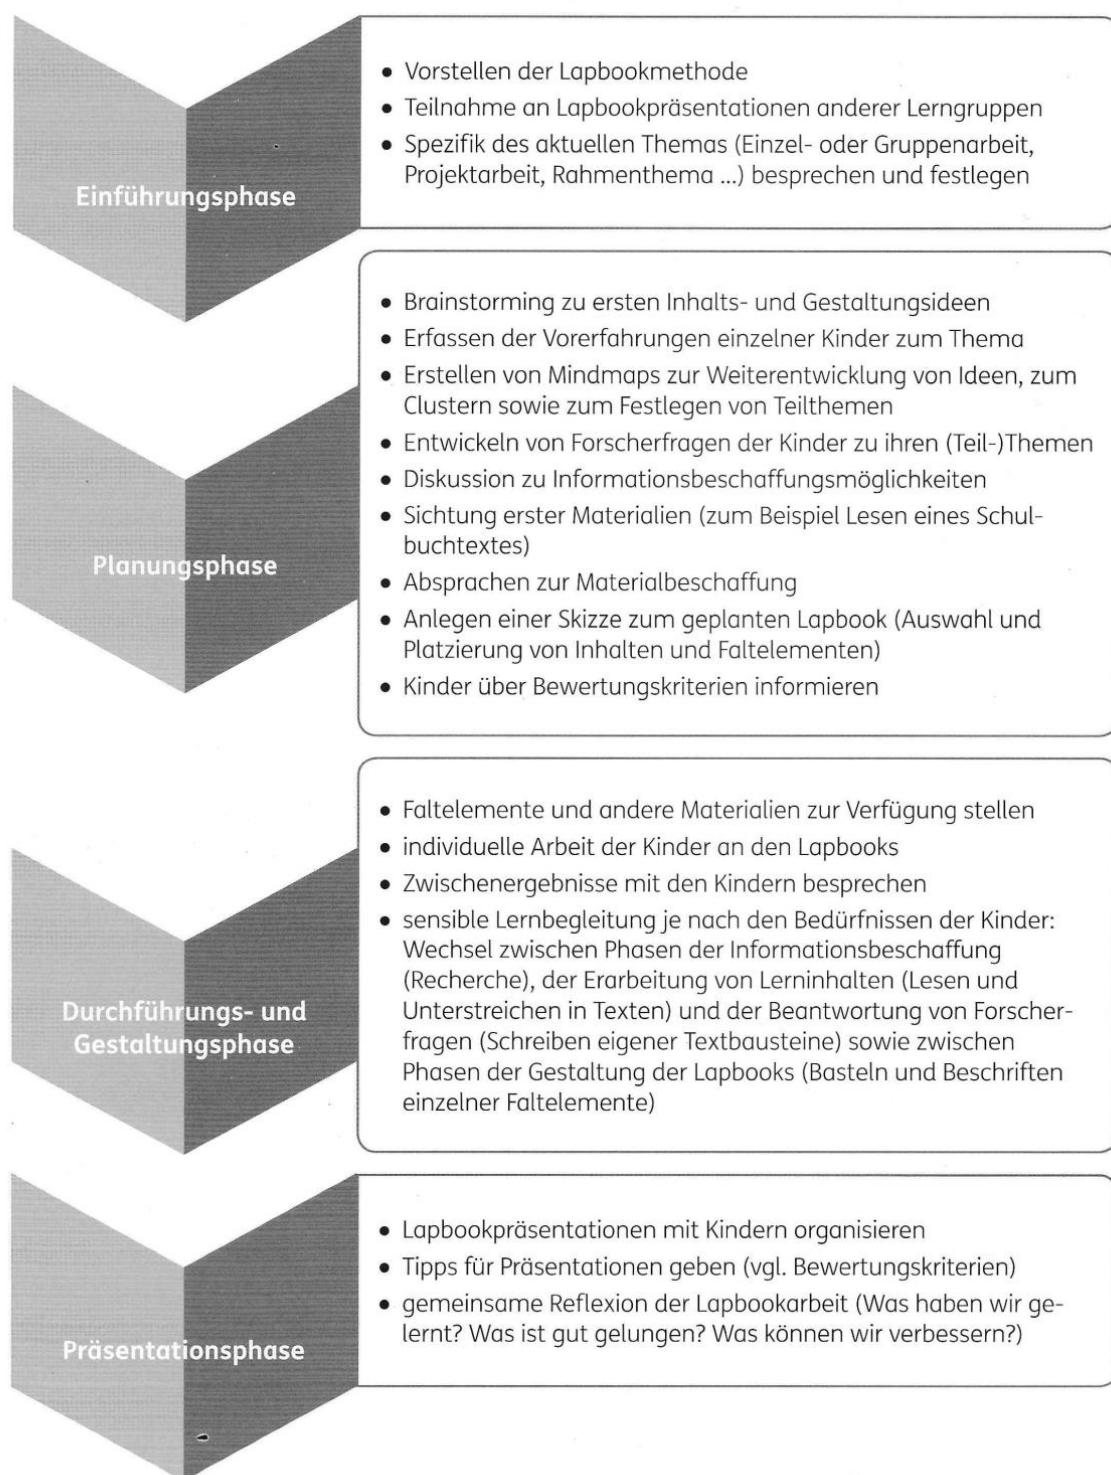 Einführungsphase
• Vorstellen der Lapbookmethode
• Teilnahme an Lapbookpräsentationen anderer Lerngruppen
• Spezifik des aktuellen Themas (Einzel- oder Gruppenarbeit,
Projektarbeit, Rahmenthema ...) besprechen und festlegen
Planungsphase
• Brainstorming zu ersten Inhalts- und Gestaltungsideen
• Erfassen der Vorerfahrungen einzelner Kinder zum Thema
• Erstellen von Mindmaps zur Weiterentwicklung von Ideen, zum
Clustern sowie zum Festlegen von Teilthemen
• Entwickeln von Forscherfragen der Kinder zu ihren (Teil-)Themen
• Diskussion zu Informationsbeschaffungsmöglichkeiten
• Sichtung erster Materialien (zum Beispiel Lesen eines Schul-
buchtextes)
• Absprachen zur Materialbeschaffung
• Anlegen einer Skizze zum geplanten Lapbook (Auswahl und
Platzierung von Inhalten und Faltelementen)
• Kinder über Bewertungskriterien informieren
Durchführungs- und
Gestaltungsphase
• Faltelemente und andere Materialien zur Verfügung stellen
• individuelle Arbeit der Kinder an den Lapbooks
• Zwischenergebnisse mit den Kindern besprechen
• sensible Lernbegleitung je nach den Bedürfnissen der Kinder:
Wechsel zwischen Phasen der Informationsbeschaffung
(Recherche), der Erarbeitung von Lerninhalten (Lesen und
Unterstreichen in Texten) und der Beantwortung von Forscher-
fragen (Schreiben eigener Textbausteine) sowie zwischen
Phasen der Gestaltung der Lapbooks (Basteln und Beschriften
einzelner Faltelemente)
Präsentationsphase
• Lapbookpräsentationen mit Kindern organisieren
• Tipps für Präsentationen geben (vgl. Bewertungskriterien)
• gemeinsame Reflexion der Lapbookarbeit (Was haben wir ge-
lernt? Was ist gut gelungen? Was können wir verbessern?)